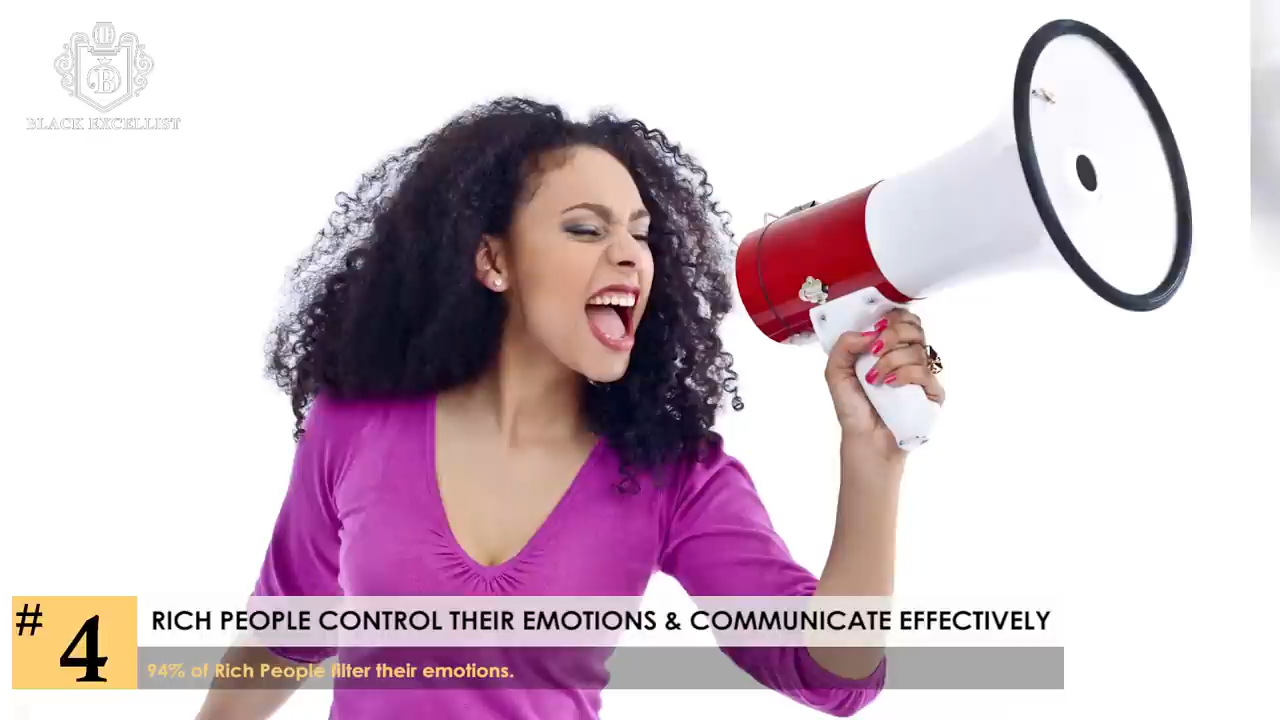 BLACK EXCELLIST
# 4
RICH PEOPLE CONTROL THEIR EMOTIONS & COMMUNICATE EFFECTIVELY
94% of Rich People filter their emotions.